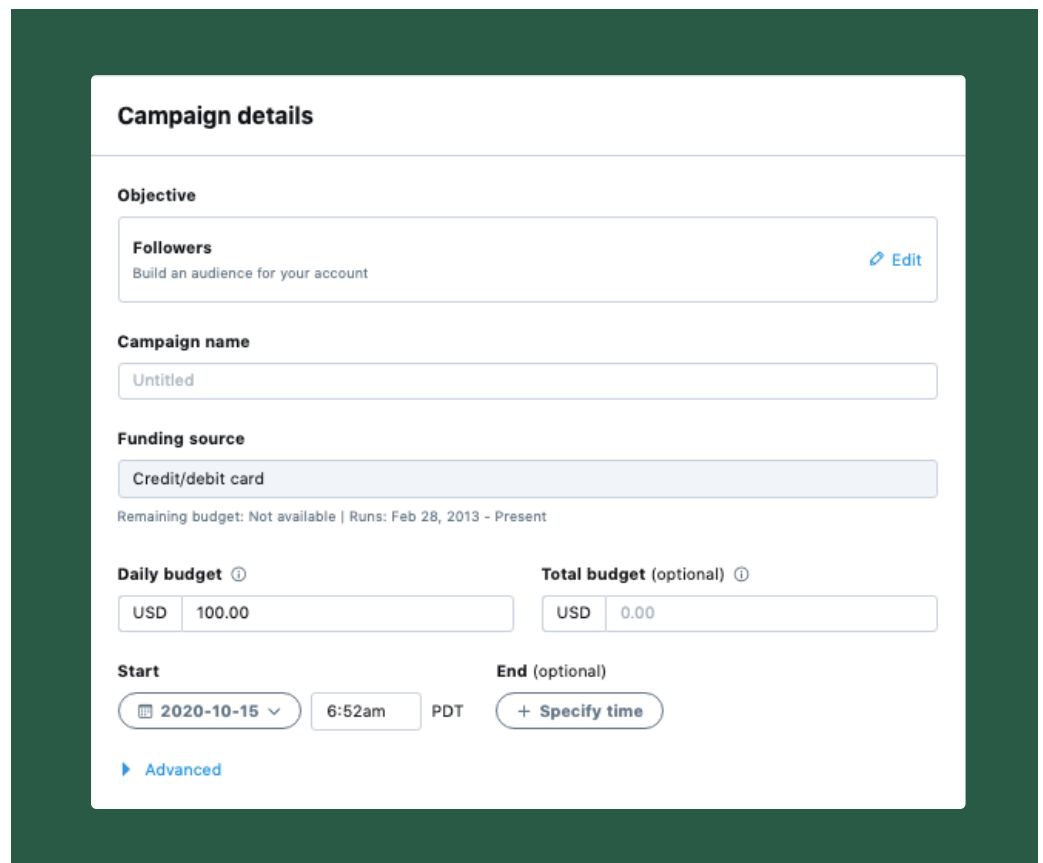 Campaign details
Objective
Followers
Build an audience for your account
Edit
Campaign name
Untitled
Funding source
Credit/debit card
Remaining budget: Not available | Runs: Feb 28, 2013 - Present
Daily budget Total budget (optional)
USD 100.00 USD 0.00
Start End (optional)
2020-10-15 6:52am PDT + Specify time
Advanced